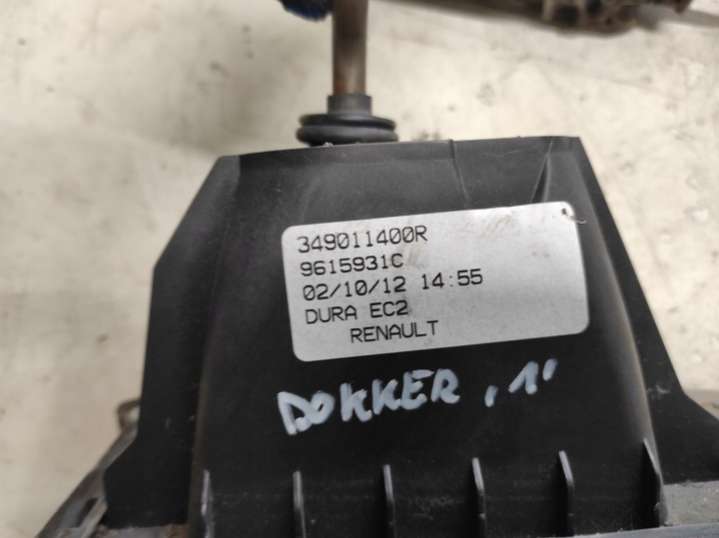 349011400R
9615931C
02/10/12 14:55
DURA EC2
RENAULT
DOKKER "1"